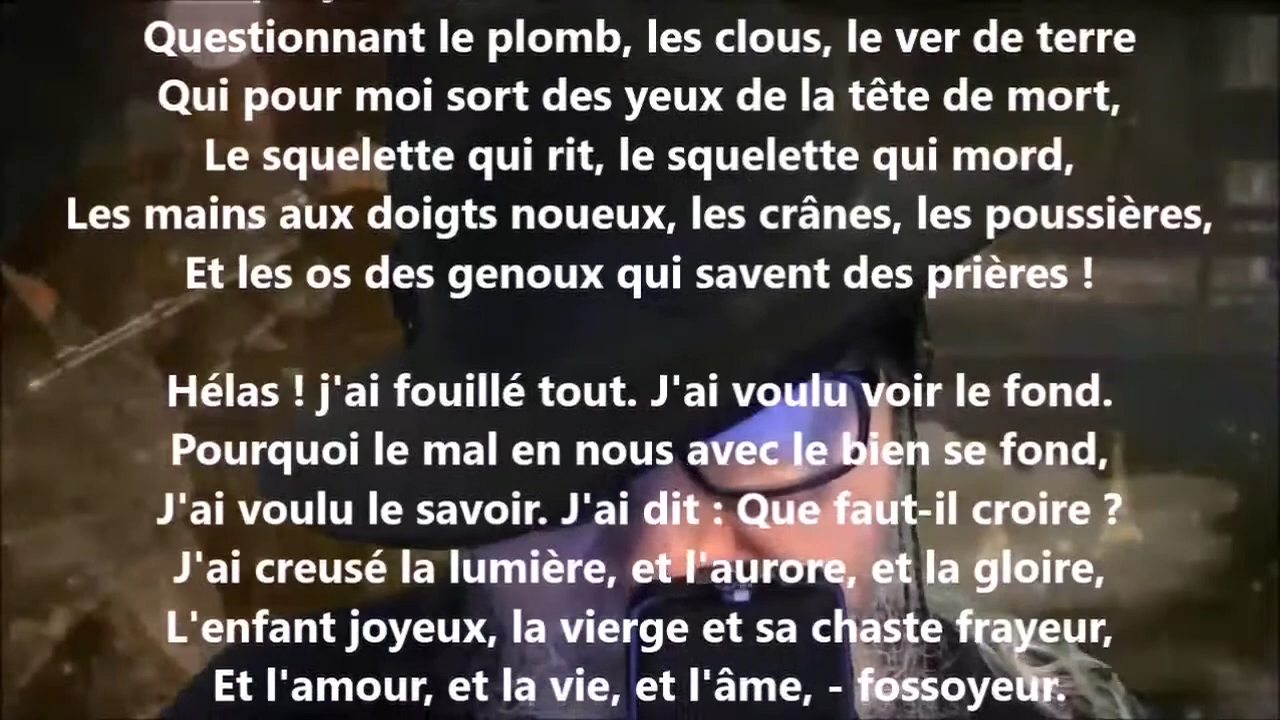 Questionnant le plomb, les clous, le ver de terre
Qui pour moi sort des yeux de la tête de mort,
Le squelette qui rit, le squelette qui mord,
Les mains aux doigts noueux, les crânes, les poussières,
Et les os des genoux qui savent des prières !
Hélas ! j'ai fouillé tout. J'ai voulu voir le fond.
Pourquoi le mal en nous avec le bien se fond,
J'ai voulu le savoir. J'ai dit : Que faut-il croire ?
J'ai creusé la lumière, et l'aurore, et la gloire,
L'enfant joyeux, la vierge et sa chaste frayeur,
Et l'amour, et la vie, et l'âme, - fossoyeur.